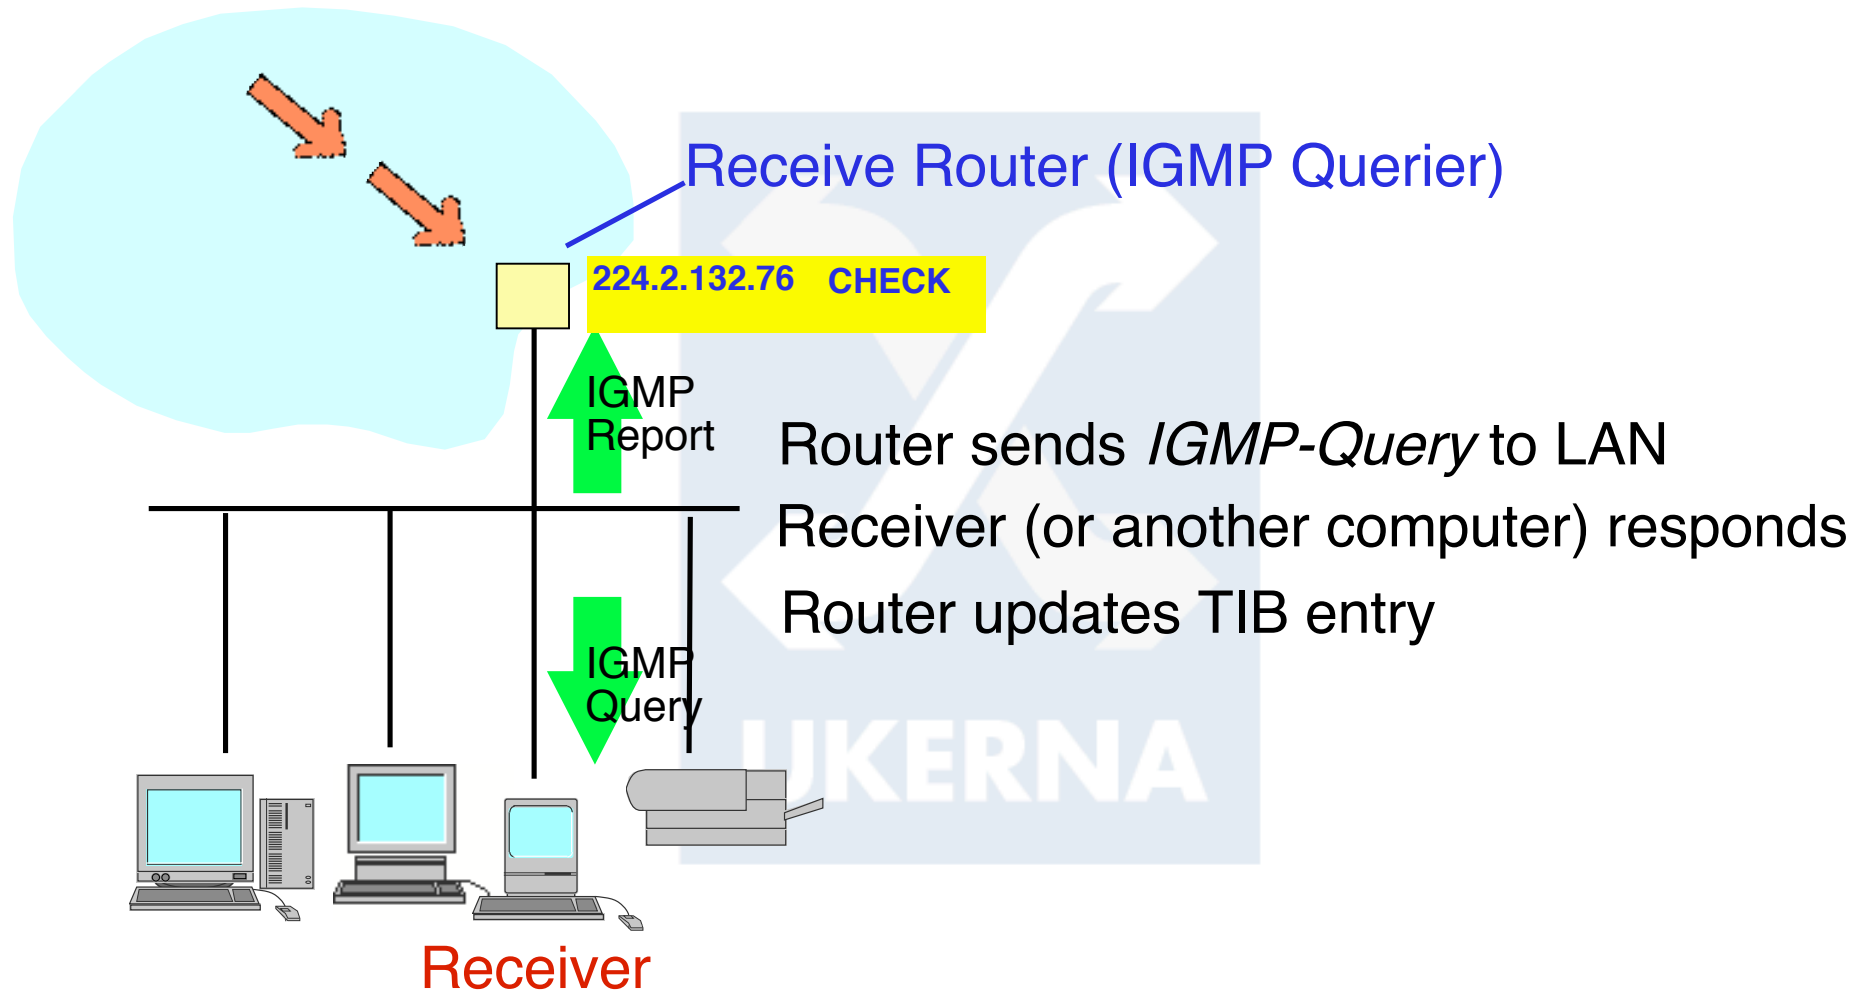 Receive Router (IGMP Querier)
224.2.132.76 CHECK
IGMP
Report
Router sends IGMP-Query to LAN
Receiver (or another computer) responds
Router updates TIB entry
IGMP
Query
UKERNA
Receiver